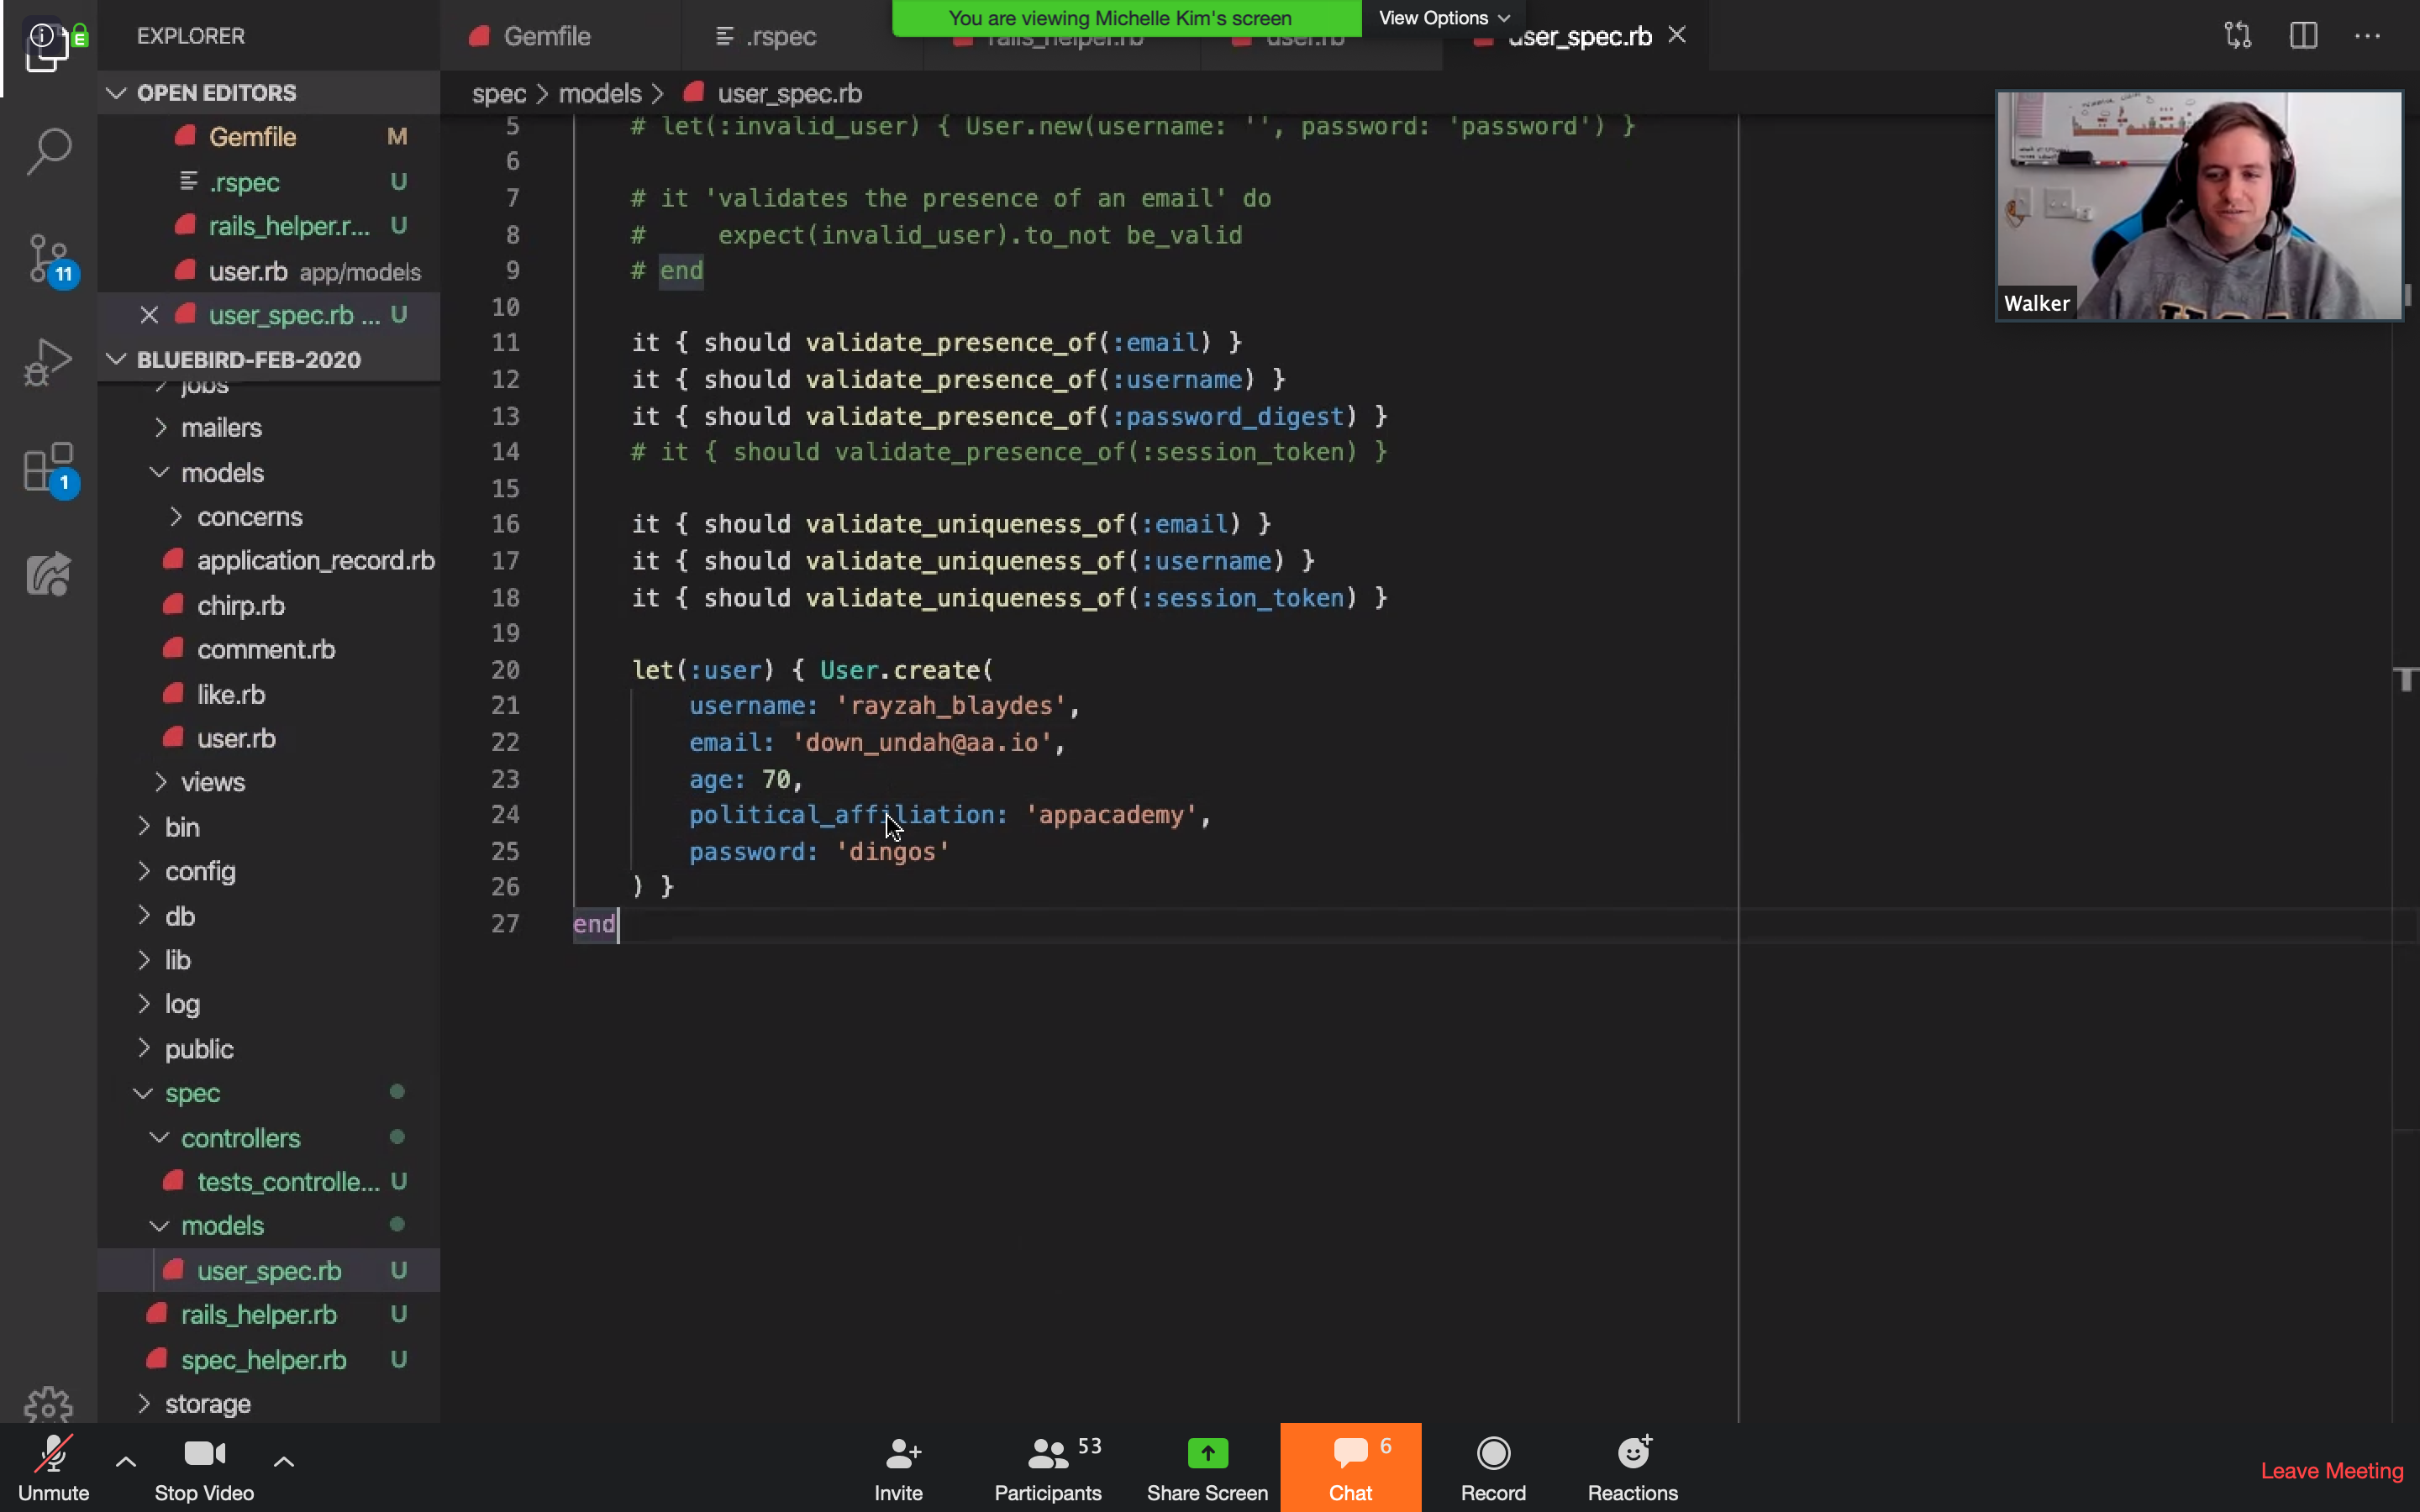 EXPLORER
Gemfile
.rspec
rails_helper.rb
user.rb
user_spec.rb
You are viewing Michelle Kim's screen
View Options
OPEN EDITORS
Gemfile M
.rspec U
rails_helper.r... U
user.rb app/models
user_spec.rb ... U
BLUEBIRD-FEB-2020
jobs
mailers
models
concerns
application_record.rb
chirp.rb
comment.rb
like.rb
user.rb
views
bin
config
db
lib
log
public
spec
controllers
tests_controlle... U
models
user_spec.rb U
rails_helper.rb U
spec_helper.rb U
storage
11
1
E
spec > models > user_spec.rb
5 # let(:invalid_user) { User.new(username: '', password: 'password') }
6
7 # it 'validates the presence of an email' do
8 #     expect(invalid_user).to_not be_valid
9 # end
10
11 it { should validate_presence_of(:email) }
12 it { should validate_presence_of(:username) }
13 it { should validate_presence_of(:password_digest) }
14 # it { should validate_presence_of(:session_token) }
15
16 it { should validate_uniqueness_of(:email) }
17 it { should validate_uniqueness_of(:username) }
18 it { should validate_uniqueness_of(:session_token) }
19
20 let(:user) { User.create(
21 username: 'rayzah_blaydes',
22 email: 'down_undah@aa.io',
23 age: 70,
24 political_affiliation: 'appacademy',
25 password: 'dingos'
26 ) }
27 end
Walker
Unmute
Stop Video
Invite
Participants 53
Share Screen
Chat 6
Record
Reactions
Leave Meeting